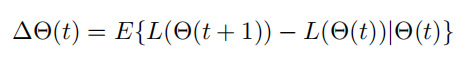 ΔΘ(t) = E{L(Θ(t + 1)) − L(Θ(t))|Θ(t)}